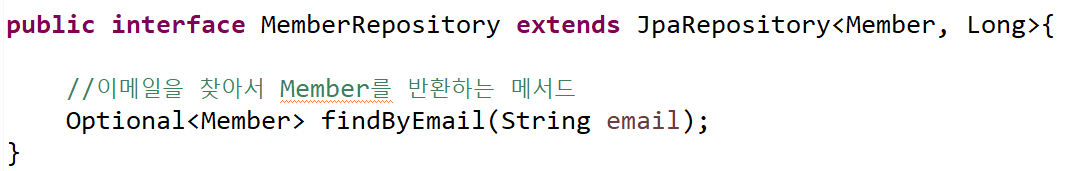 public interface MemberRepository extends JpaRepository<Member, Long>{
//이메일을 찾아서 Member를 반환하는 메서드
Optional<Member> findByEmail(String email);
}